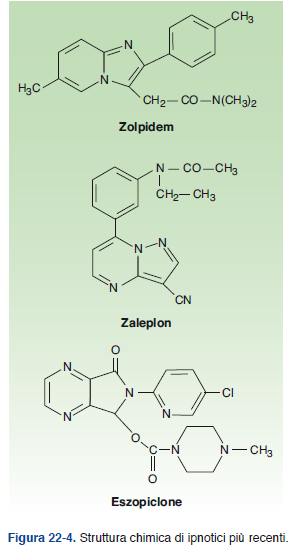 CH₃
N
N
H₃C
CH₂ — CO — N(CH₃)₂
Zolpidem
N — CO — CH₃
CH₂ — CH₃
N
N
N
CN
Zaleplon
O
N
N
N
N
Cl
O
C
O
N
N — CH₃
Eszopiclone
Figura 22-4. Struttura chimica di ipnotici più recenti.